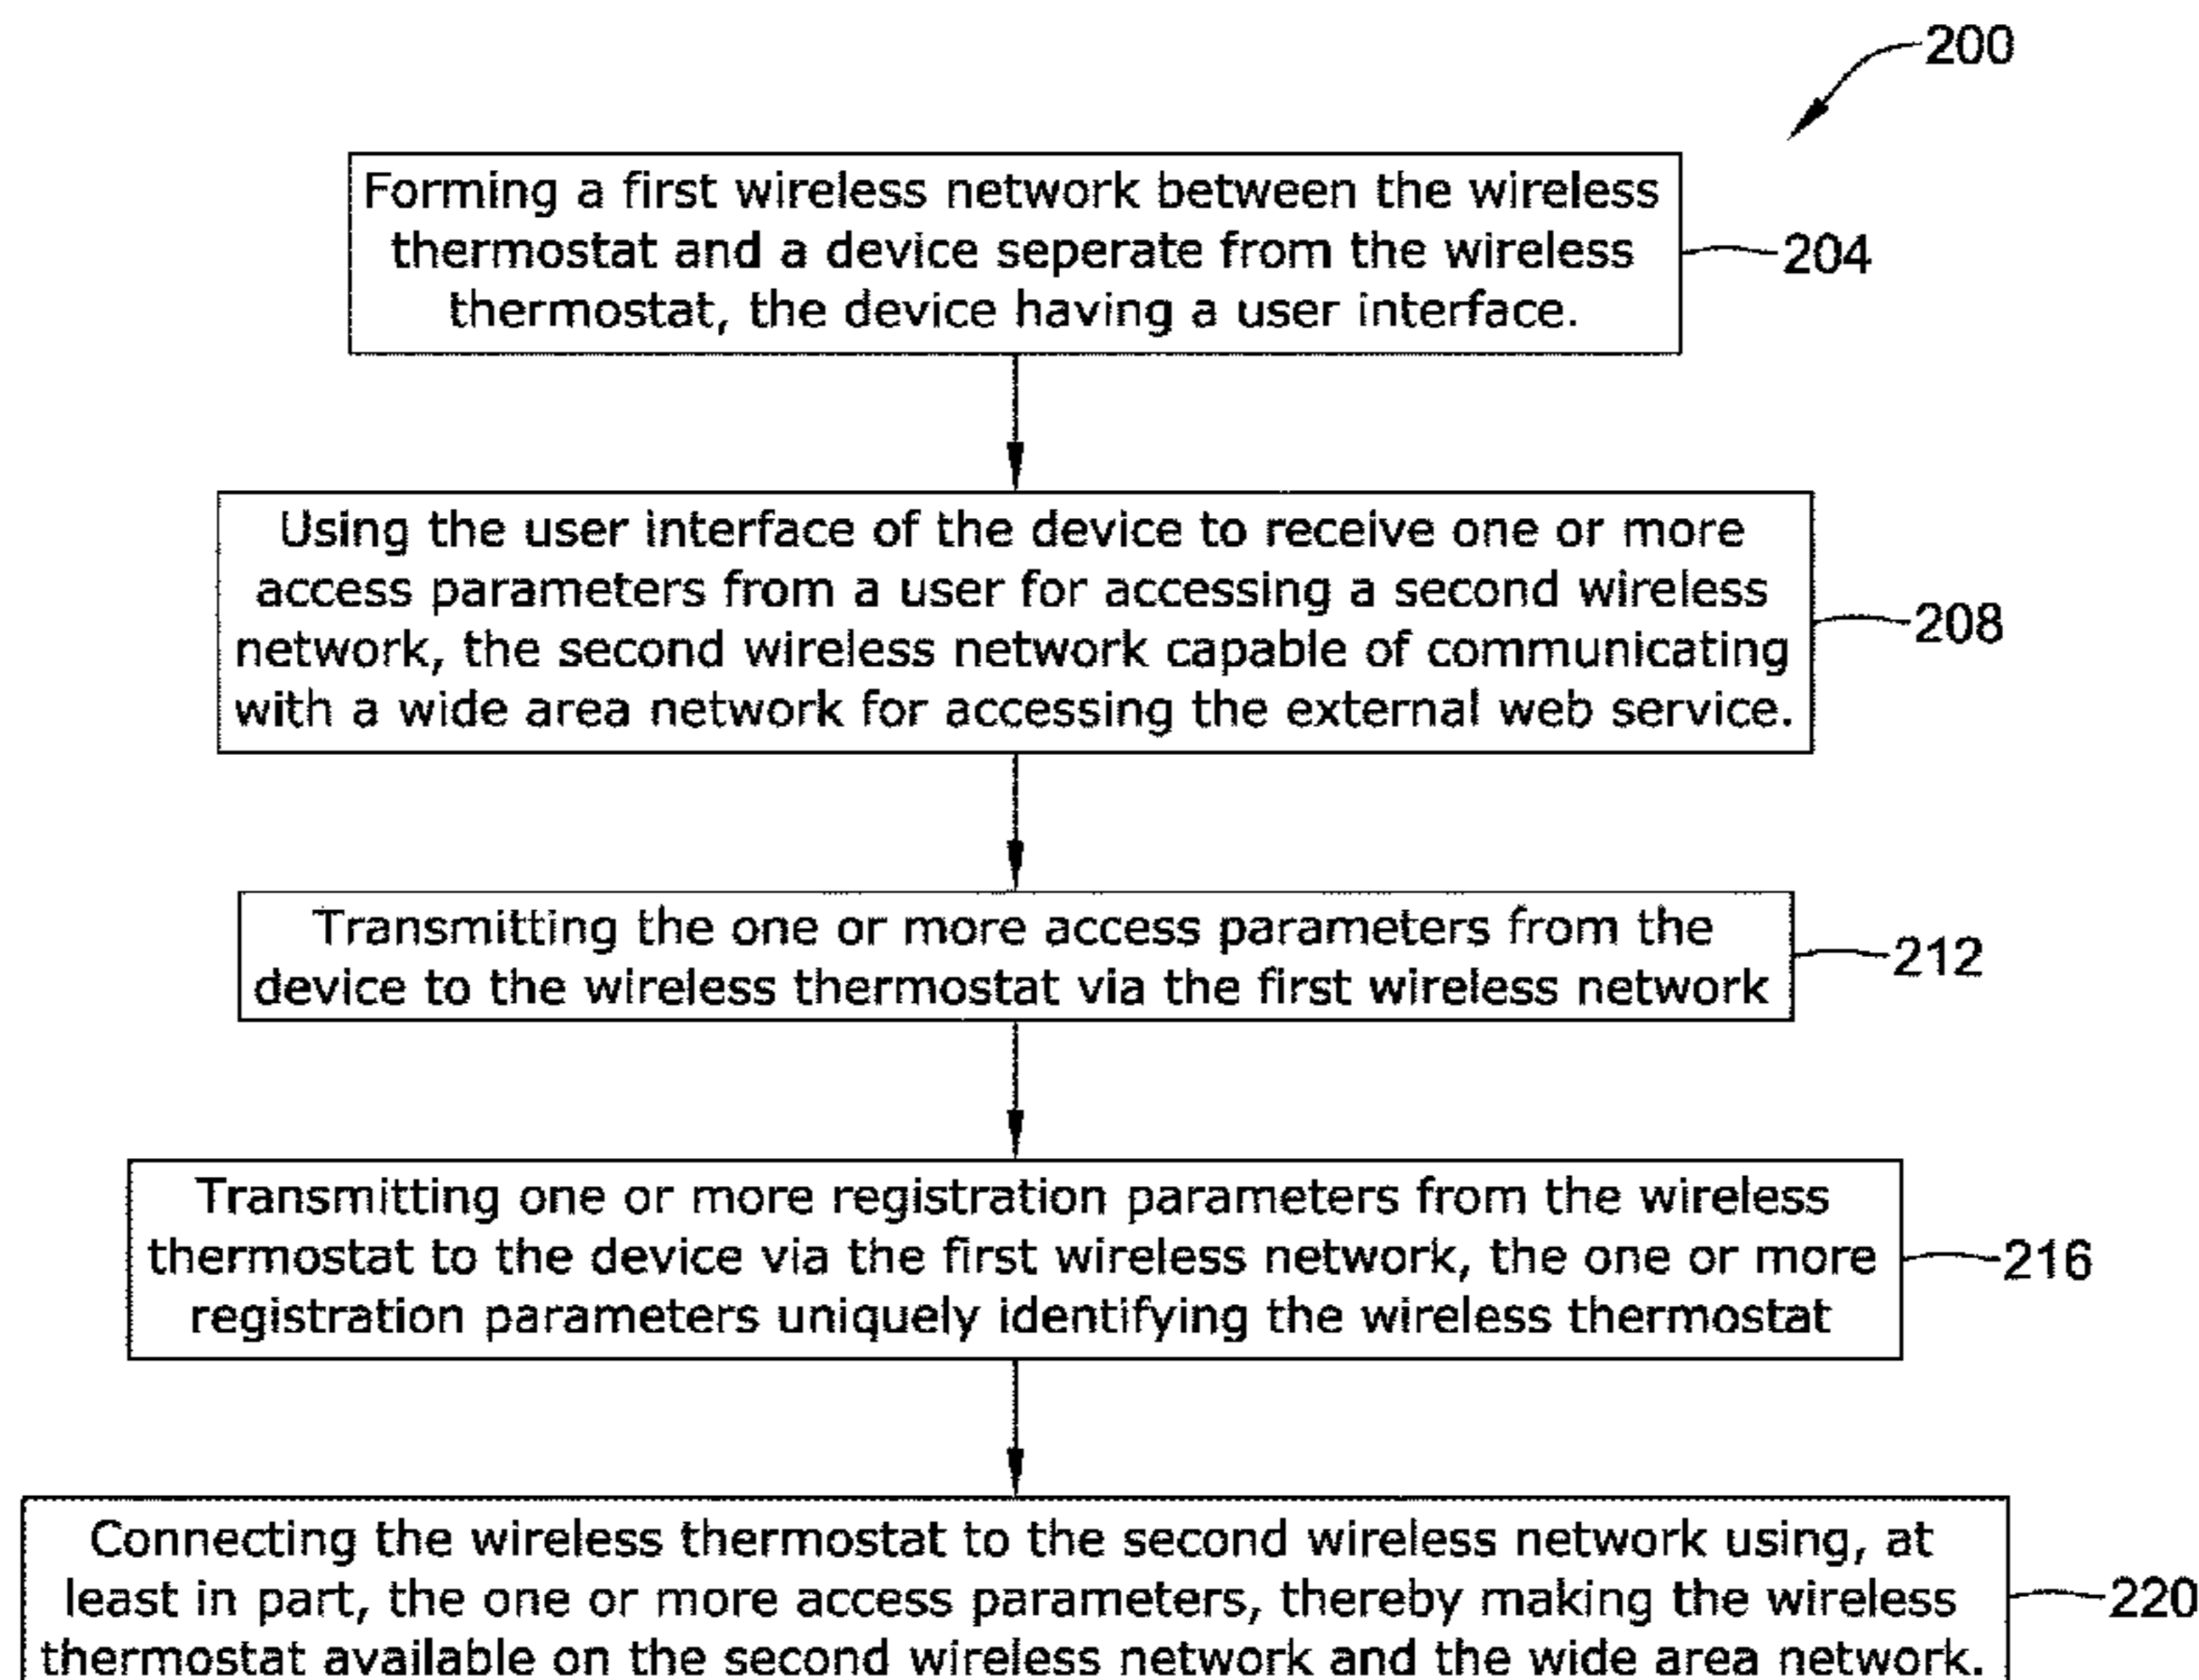 200
Forming a first wireless network between the wireless
thermostat and a device seperate from the wireless
thermostat, the device having a user interface.
204
Using the user interface of the device to receive one or more
access parameters from a user for accessing a second wireless
network, the second wireless network capable of communicating
with a wide area network for accessing the external web service.
208
Transmitting the one or more access parameters from the
device to the wireless thermostat via the first wireless network
212
Transmitting one or more registration parameters from the wireless
thermostat to the device via the first wireless network, the one or more
registration parameters uniquely identifying the wireless thermostat
216
Connecting the wireless thermostat to the second wireless network using, at
least in part, the one or more access parameters, thereby making the wireless
thermostat available on the second wireless network and the wide area network.
220